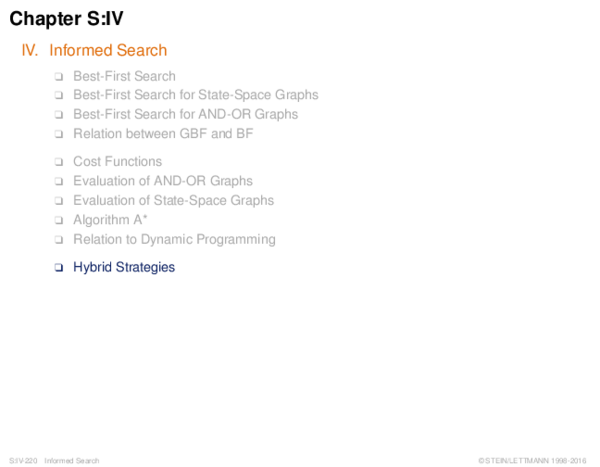 Chapter S:IV
IV. Informed Search
❑ Best-First Search
❑ Best-First Search for State-Space Graphs
❑ Best-First Search for AND-OR Graphs
❑ Relation between GBF and BF
❑ Cost Functions
❑ Evaluation of AND-OR Graphs
❑ Evaluation of State-Space Graphs
❑ Algorithm A*
❑ Relation to Dynamic Programming
❑ Hybrid Strategies
S:IV-220 Informed Search ©STEIN/LETTMANN 1998-2016